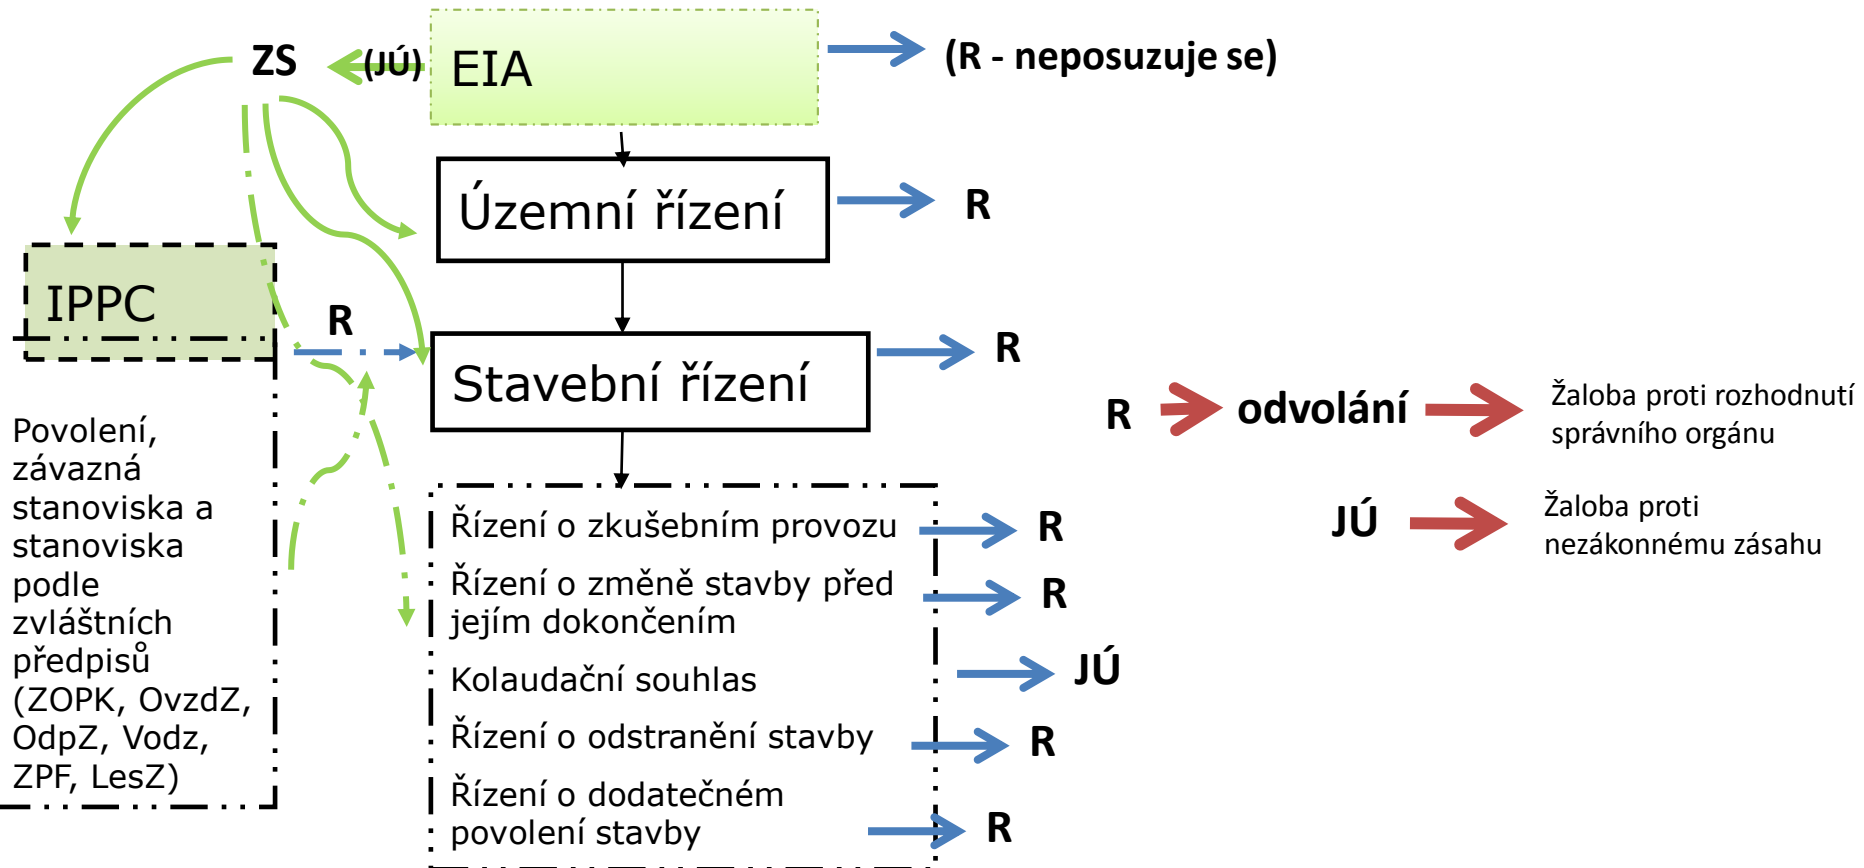 ZS
(JÚ)
EIA
(R - neposuzuje se)
Územní řízení
R
IPPC
R
Stavební řízení
R
Povolení,
závazná
stanoviska a
stanoviska
podle
zvláštních
předpisů
(ZOPK, OvzdZ,
OdpZ, Vodz,
ZPF, LesZ)
Řízení o zkušebním provozu
R
Řízení o změně stavby před
jejím dokončením
R
Kolaudační souhlas
JÚ
Řízení o odstranění stavby
R
Řízení o dodatečném
povolení stavby
R
R
odvolání
Žaloba proti rozhodnutí
správního orgánu
JÚ
Žaloba proti
nezákonnému zásahu